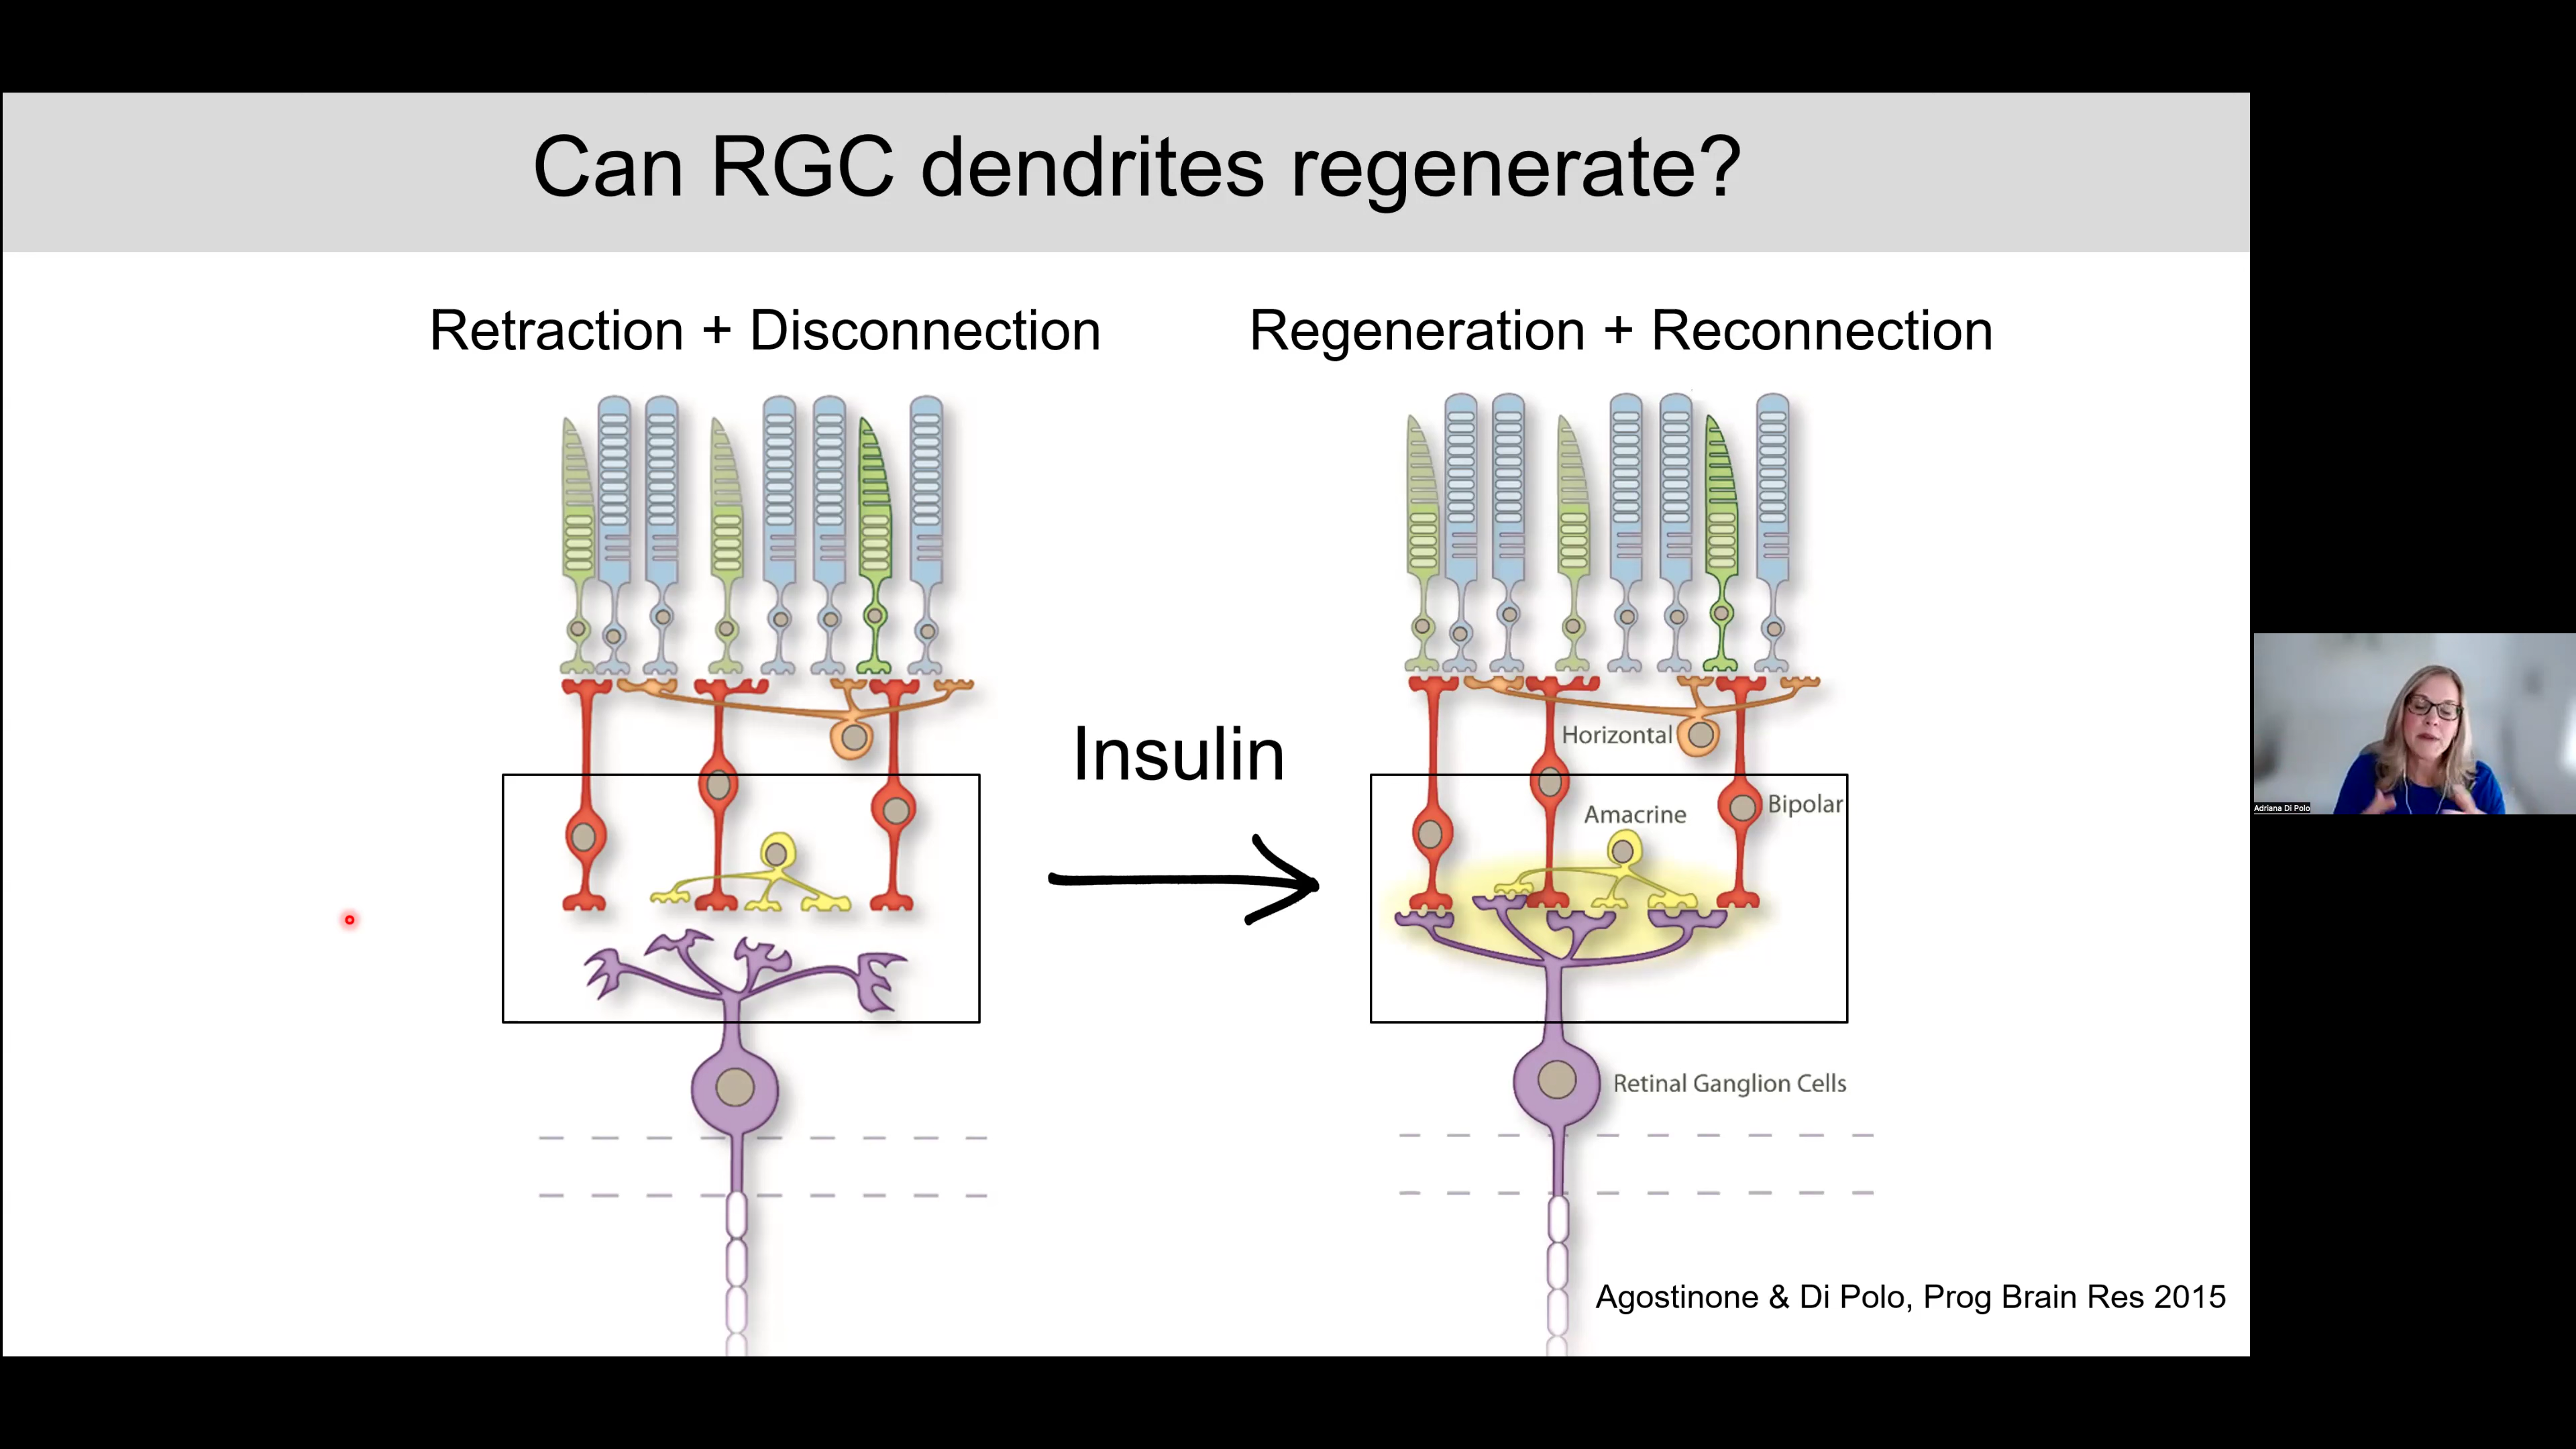 Can RGC dendrites regenerate?
Retraction + Disconnection
Regeneration + Reconnection
Insulin
Horizontal
Amacrine
Bipolar
Retinal Ganglion Cells
Agostinone & Di Polo, Prog Brain Res 2015
Adriana Di Polo